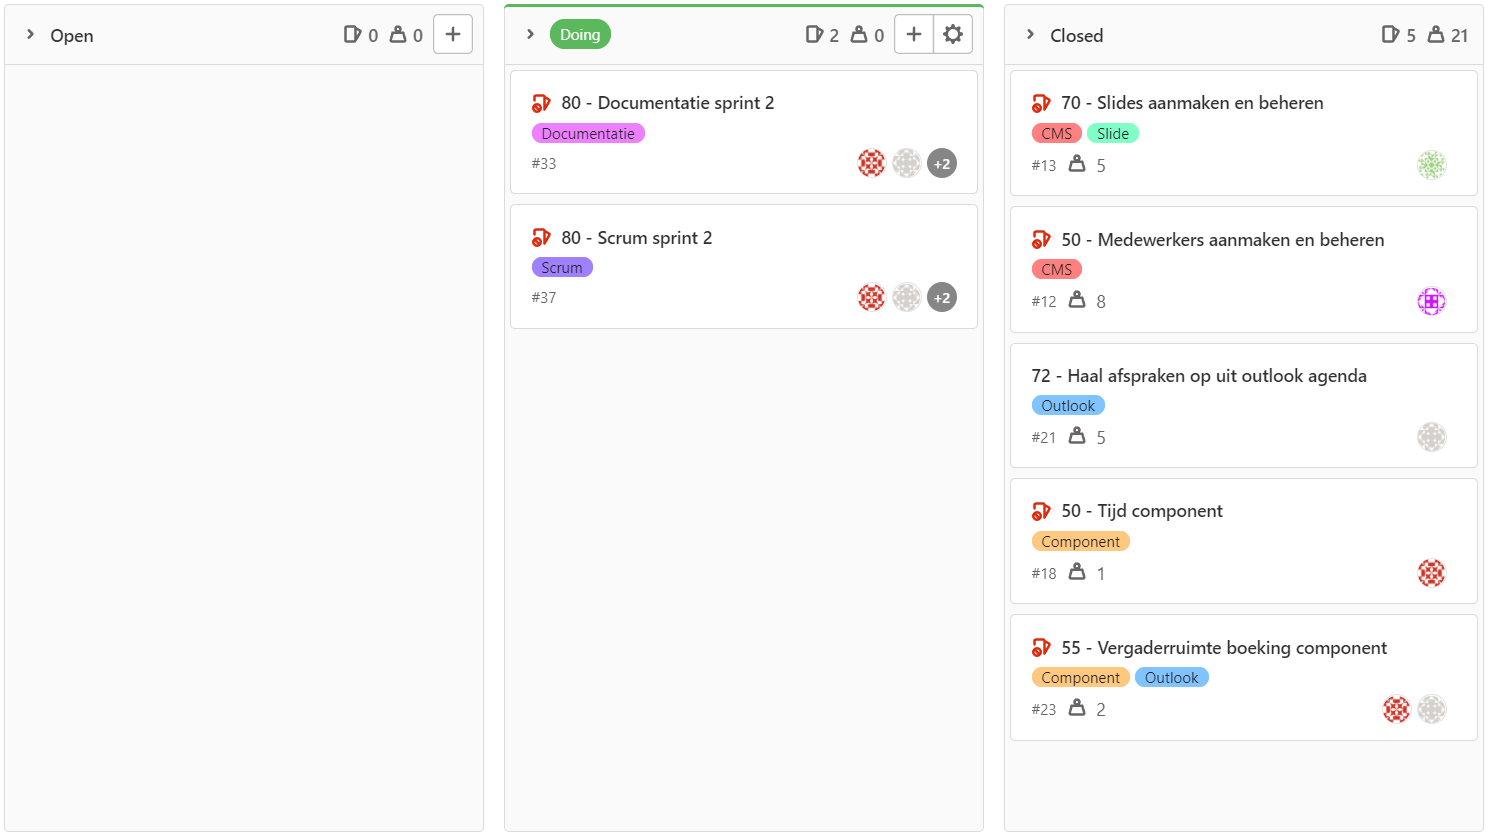 Open 0 0
Doing 2 0
80 - Documentatie sprint 2
Documentatie
#33 +2
80 - Scrum sprint 2
Scrum
#37 +2
Closed 5 21
70 - Slides aanmaken en beheren
CMS Slide
#13 5
50 - Medewerkers aanmaken en beheren
CMS
#12 8
72 - Haal afspraken op uit outlook agenda
Outlook
#21 5
50 - Tijd component
Component
#18 1
55 - Vergaderruimte boeking component
Component Outlook
#23 2